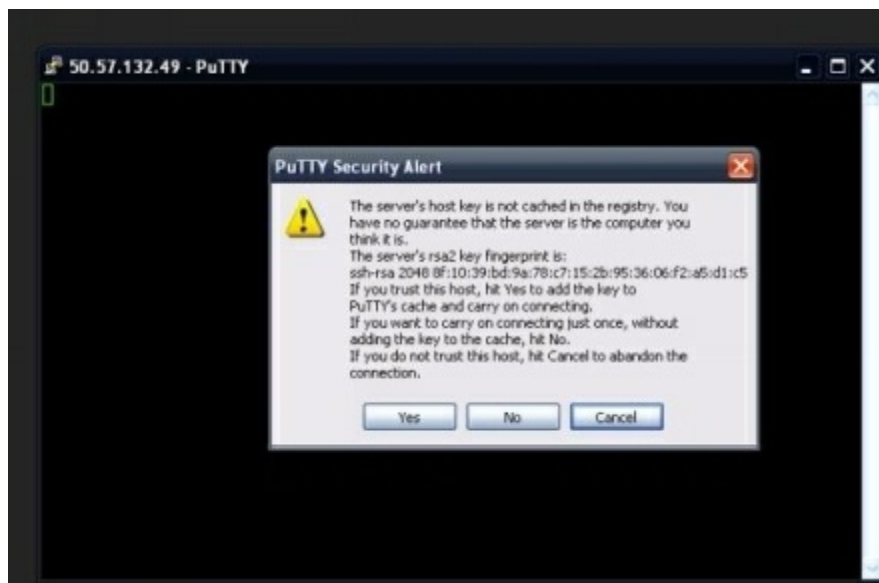 50.57.132.49 - PuTTY
PuTTY Security Alert
The server's host key is not cached in the registry. You
have no guarantee that the server is the computer you
think it is.
The server's rsa2 key fingerprint is:
ssh-rsa 2048 8f:10:39:bd:9a:78:c7:15:2b:95:36:06:f2:a5:d1:c5
If you trust this host, hit Yes to add the key to
PuTTY's cache and carry on connecting.
If you want to carry on connecting just once, without
adding the key to the cache, hit No.
If you do not trust this host, hit Cancel to abandon the
connection.
Yes No Cancel